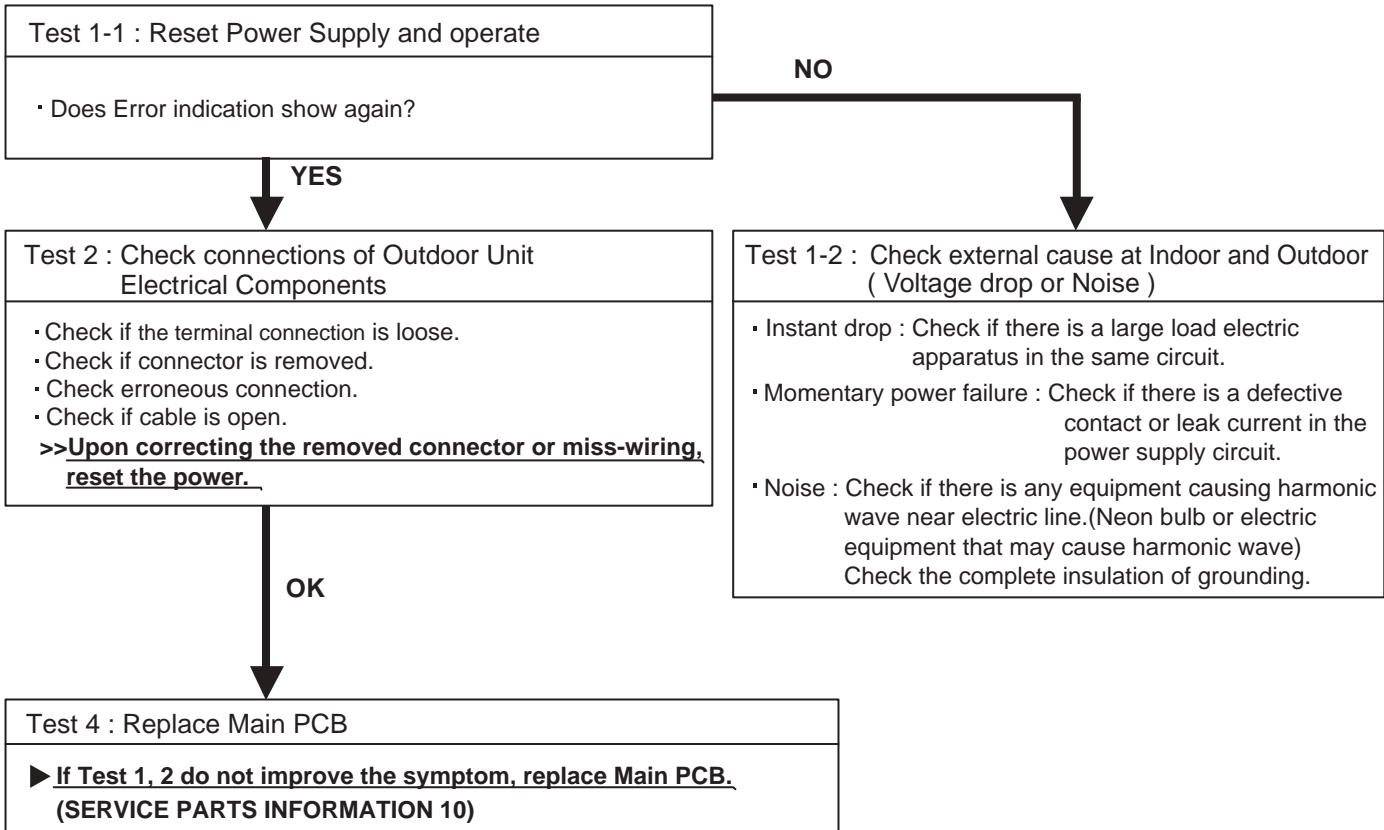 Test 1-1 : Reset Power Supply and operate
· Does Error indication show again?
NO
YES
Test 2 : Check connections of Outdoor Unit
Electrical Components
· Check if the terminal connection is loose.
· Check if connector is removed.
· Check erroneous connection.
· Check if cable is open.
>>Upon correcting the removed connector or miss-wiring,
reset the power.
Test 1-2 : Check external cause at Indoor and Outdoor
( Voltage drop or Noise )
· Instant drop : Check if there is a large load electric
apparatus in the same circuit.
· Momentary power failure : Check if there is a defective
contact or leak current in the
power supply circuit.
· Noise : Check if there is any equipment causing harmonic
wave near electric line.(Neon bulb or electric
equipment that may cause harmonic wave)
Check the complete insulation of grounding.
OK
Test 4 : Replace Main PCB
▶ If Test 1, 2 do not improve the symptom, replace Main PCB.
(SERVICE PARTS INFORMATION 10)